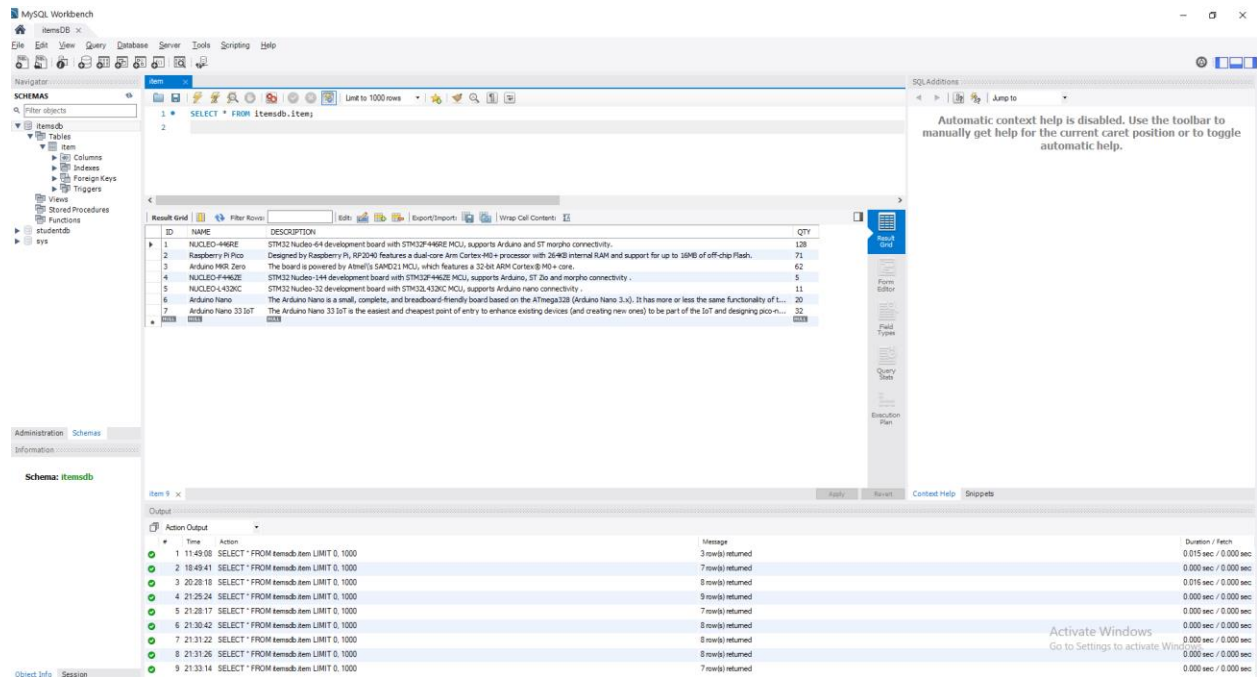 MySQL Workbench
itemsDB ×
File Edit View Query Database Server Tools Scripting Help
Navigator
SCHEMAS
Filter objects
itemsdb
Tables
item
Columns
Indexes
Foreign Keys
Triggers
Views
Stored Procedures
Functions
studentdb
sys
Administration Schemas
Information
Schema: itemsdb
Object Info Session
item ×
Limit to 1000 rows
1 SELECT * FROM itemsdb.item;
2
Result Grid Filter Rows: Edit: Export/Import: Wrap Cell Content:
ID NAME DESCRIPTION QTY
1 NUCLEO-446RE STM32 Nucleo-64 development board with STM32F446RE MCU, supports Arduino and ST morpho connectivity. 128
2 Raspberry Pi Pico Designed by Raspberry Pi, RP2040 features a dual-core Arm Cortex-M0+ processor with 264KB internal RAM and support for up to 16MB of off-chip Flash. 71
3 Arduino MKR Zero The board is powered by Atmel\'s SAMD21 MCU, which features a 32-bit ARM Cortex® M0+ core. 62
4 NUCLEO-F446ZE STM32 Nucleo-144 development board with STM32F446ZE MCU, supports Arduino, ST Zio and morpho connectivity . 5
5 NUCLEO-L432KC STM32 Nucleo-32 development board with STM32L432KC MCU, supports Arduino nano connectivity . 11
6 Arduino Nano The Arduino Nano is a small, complete, and breadboard-friendly board based on the ATmega328 (Arduino Nano 3.x). It has more or less the same functionality of t... 20
7 Arduino Nano 33 IoT The Arduino Nano 33 IoT is the easiest and cheapest point of entry to enhance existing devices (and creating new ones) to be part of the IoT and designing pico-n... 32
NULL NULL NULL NULL
Result Grid
Form Editor
Field Types
Query Stats
Execution Plan
item 9 × Apply Revert
SQLAdditions
Jump to
Automatic context help is disabled. Use the toolbar to
manually get help for the current caret position or to toggle
automatic help.
Context Help Snippets
Output
Action Output
# Time Action Message Duration / Fetch
1 11:49:08 SELECT * FROM itemsdb.item LIMIT 0, 1000 3 row(s) returned 0.015 sec / 0.000 sec
2 18:49:41 SELECT * FROM itemsdb.item LIMIT 0, 1000 7 row(s) returned 0.000 sec / 0.000 sec
3 20:28:18 SELECT * FROM itemsdb.item LIMIT 0, 1000 8 row(s) returned 0.016 sec / 0.000 sec
4 21:25:24 SELECT * FROM itemsdb.item LIMIT 0, 1000 9 row(s) returned 0.000 sec / 0.000 sec
5 21:28:17 SELECT * FROM itemsdb.item LIMIT 0, 1000 7 row(s) returned 0.000 sec / 0.000 sec
6 21:30:42 SELECT * FROM itemsdb.item LIMIT 0, 1000 8 row(s) returned 0.000 sec / 0.000 sec
7 21:31:22 SELECT * FROM itemsdb.item LIMIT 0, 1000 8 row(s) returned 0.000 sec / 0.000 sec
8 21:31:26 SELECT * FROM itemsdb.item LIMIT 0, 1000 8 row(s) returned 0.000 sec / 0.000 sec
9 21:33:14 SELECT * FROM itemsdb.item LIMIT 0, 1000 7 row(s) returned 0.000 sec / 0.000 sec
Activate Windows
Go to Settings to activate Windows.